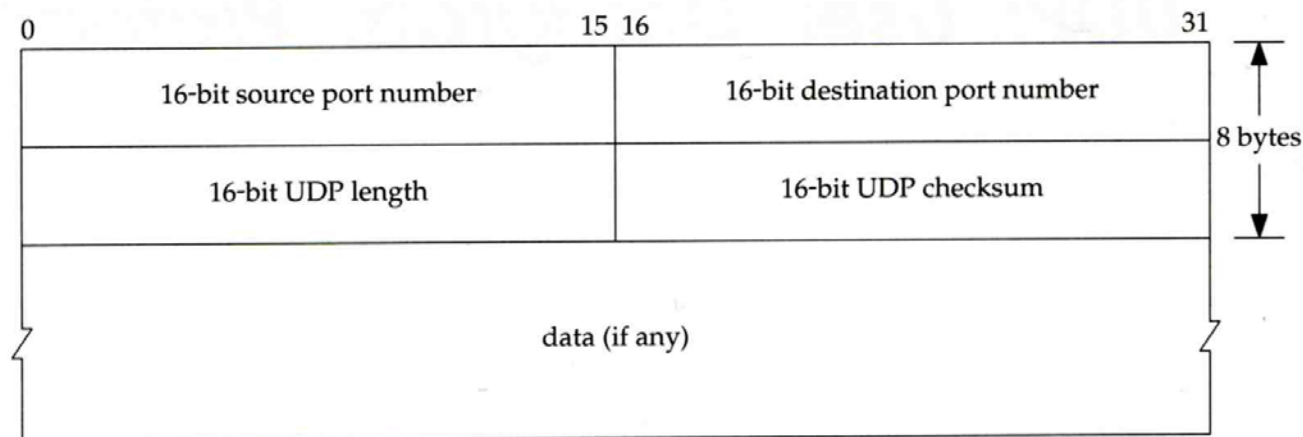 0 15 16 31
16-bit source port number 16-bit destination port number
8 bytes
16-bit UDP length 16-bit UDP checksum
data (if any)